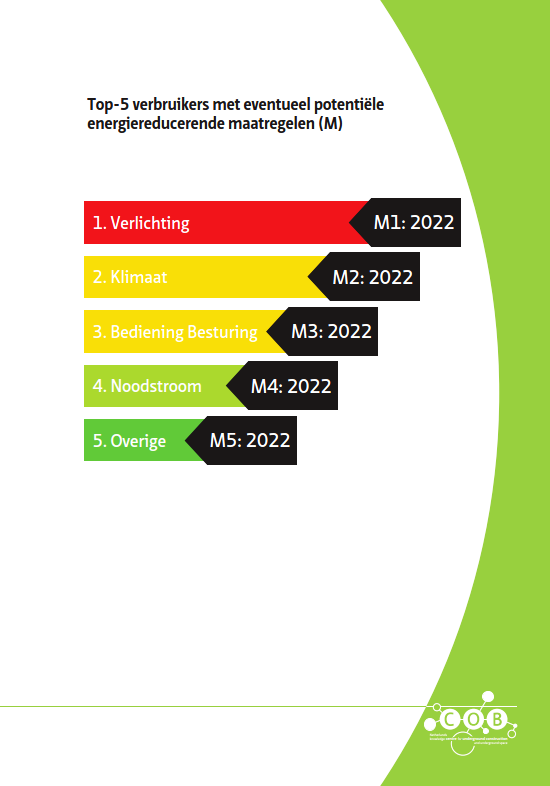 Top-5 verbruikers met eventueel potentiële
energiereducerende maatregelen (M)
1. Verlichting
M1: 2022
2. Klimaat
M2: 2022
3. Bediening Besturing
M3: 2022
4. Noodstroom
M4: 2022
5. Overige
M5: 2022
COB